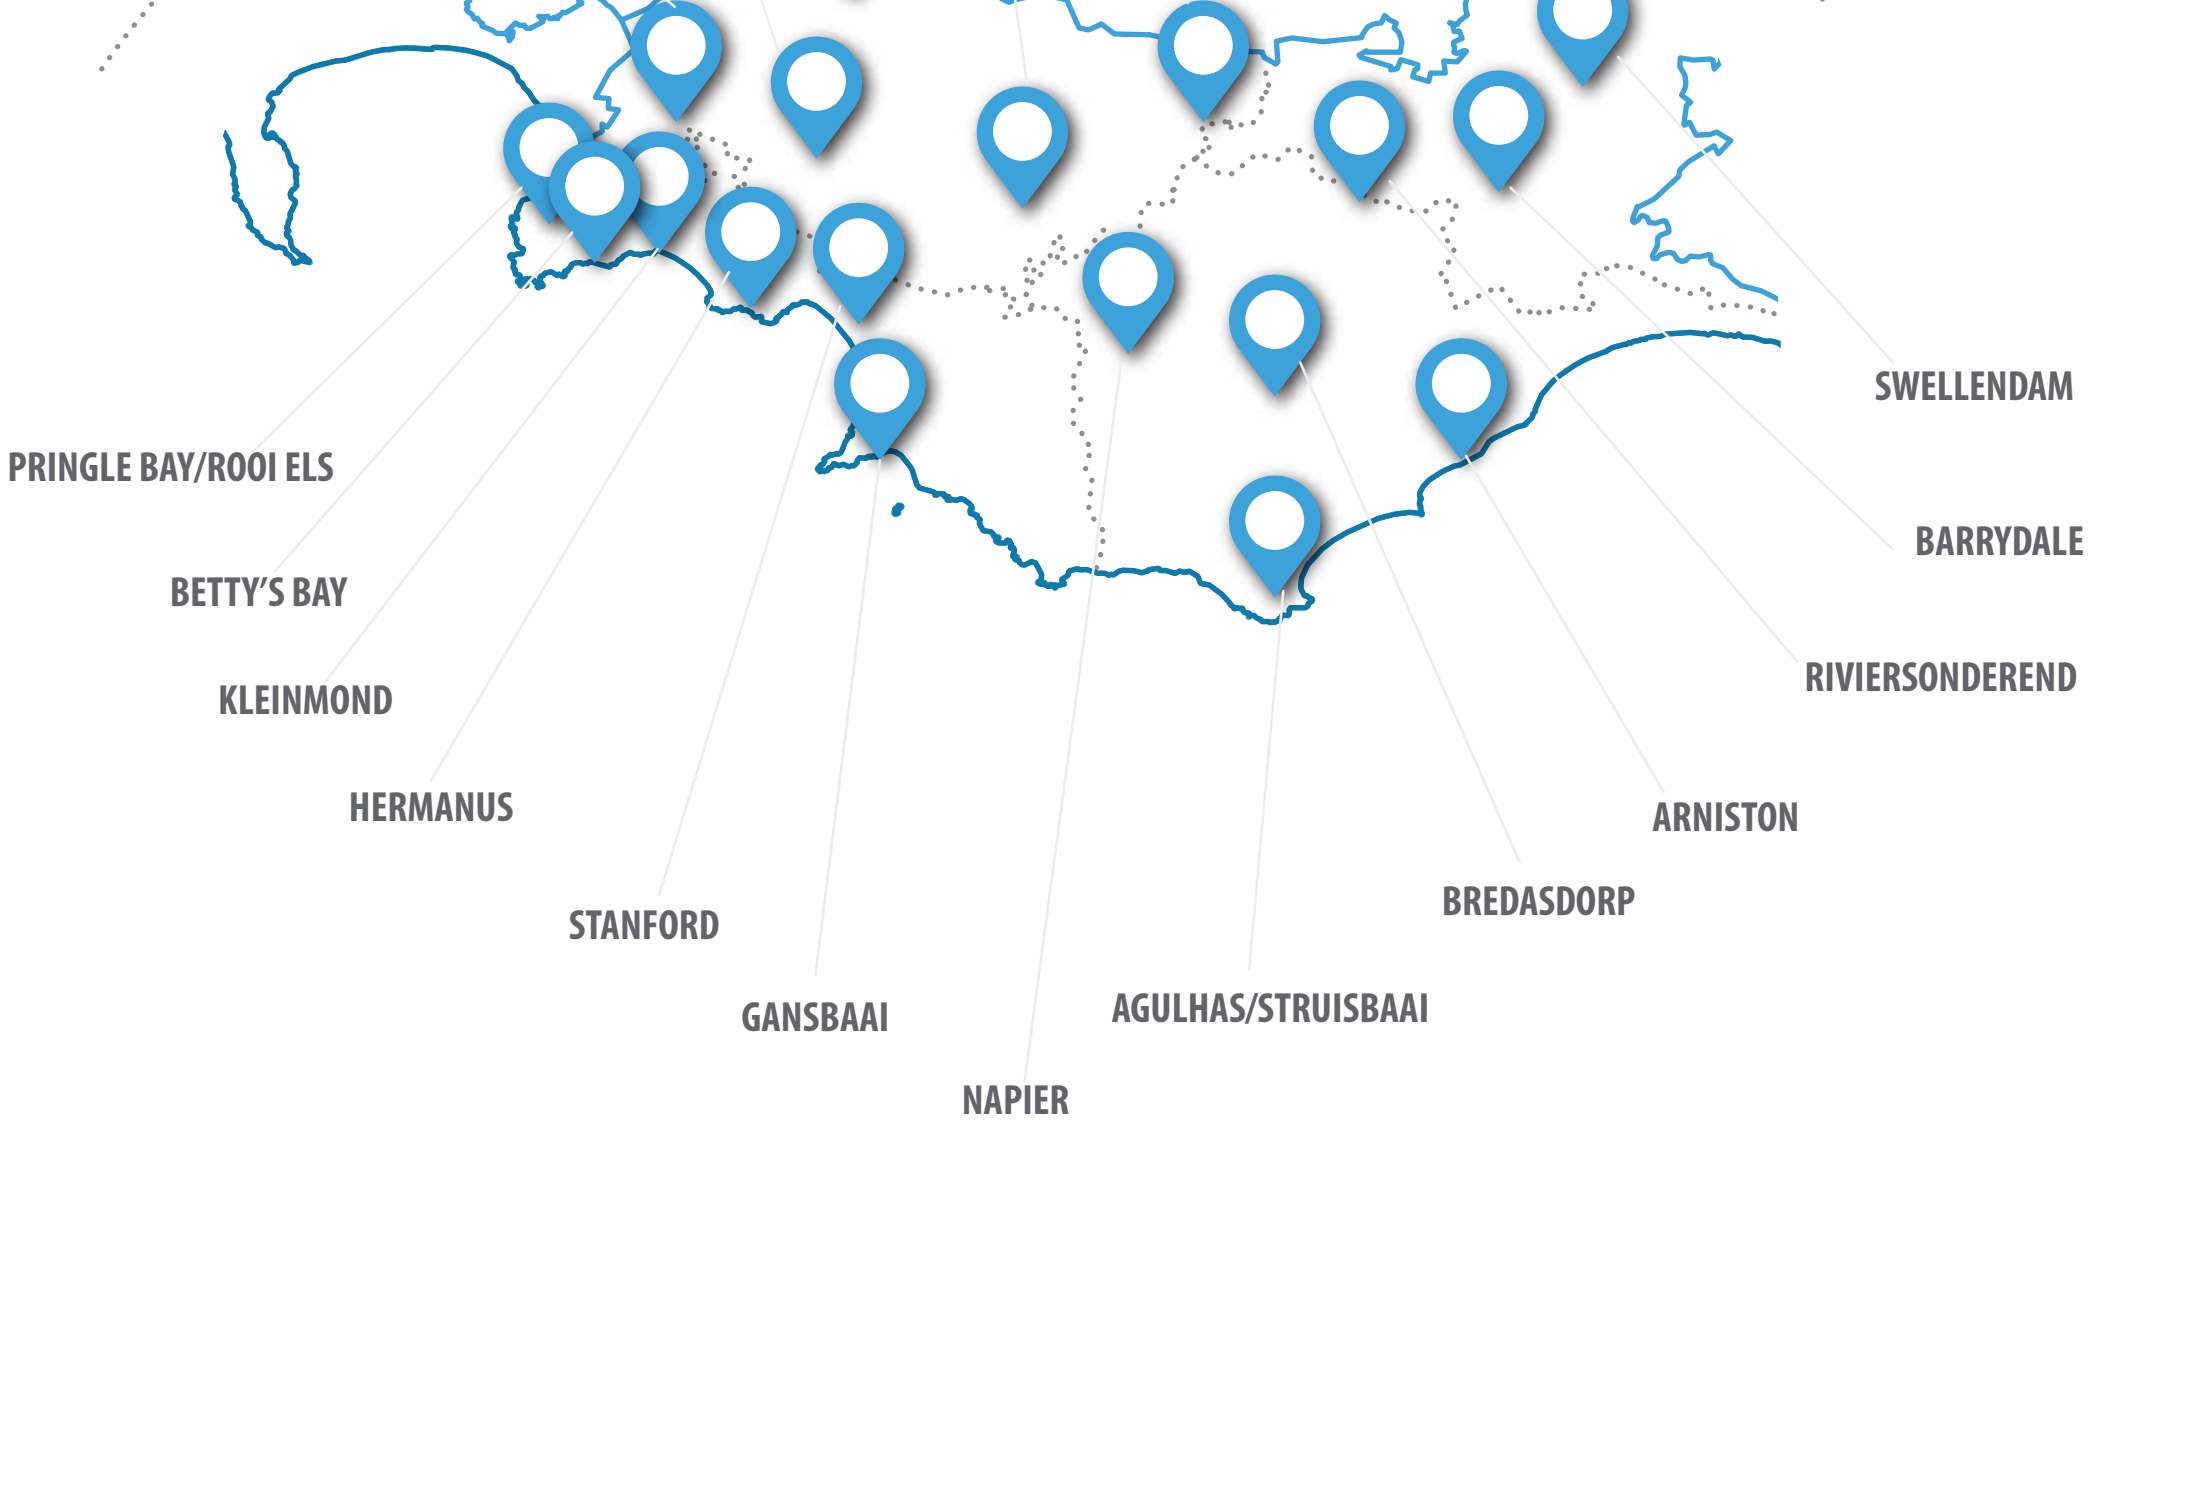 SWELLENDAM
PRINGLE BAY/ROOI ELS
BARRYDALE
BETTY’S BAY
RIVIERSONDEREND
KLEINMOND
HERMANUS
ARNISTON
BREDASDORP
STANFORD
AGULHAS/STRUISBAAI
GANSBAAI
NAPIER